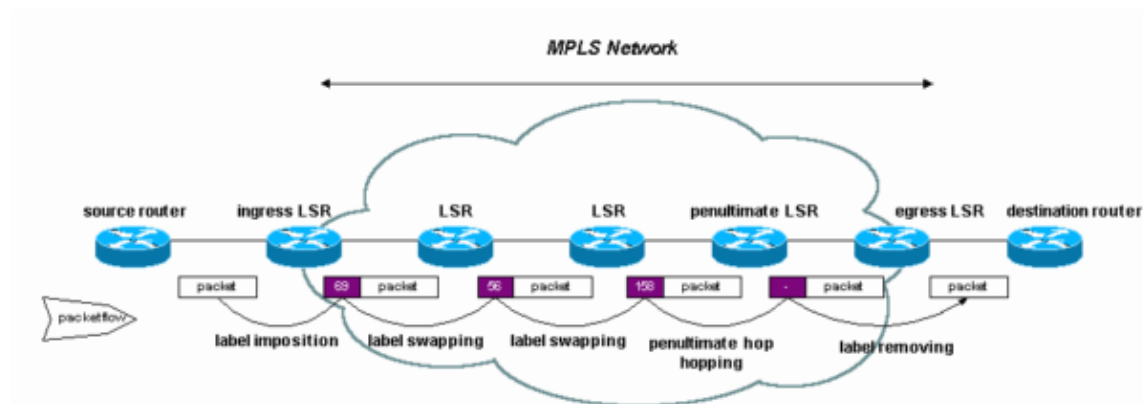 MPLS Network
source router
ingress LSR
LSR
LSR
penultimate LSR
egress LSR
destination router
packet
69 packet
56 packet
158 packet
- packet
packet
packetflow
label imposition
label swapping
label swapping
penultimate hop
hopping
label removing